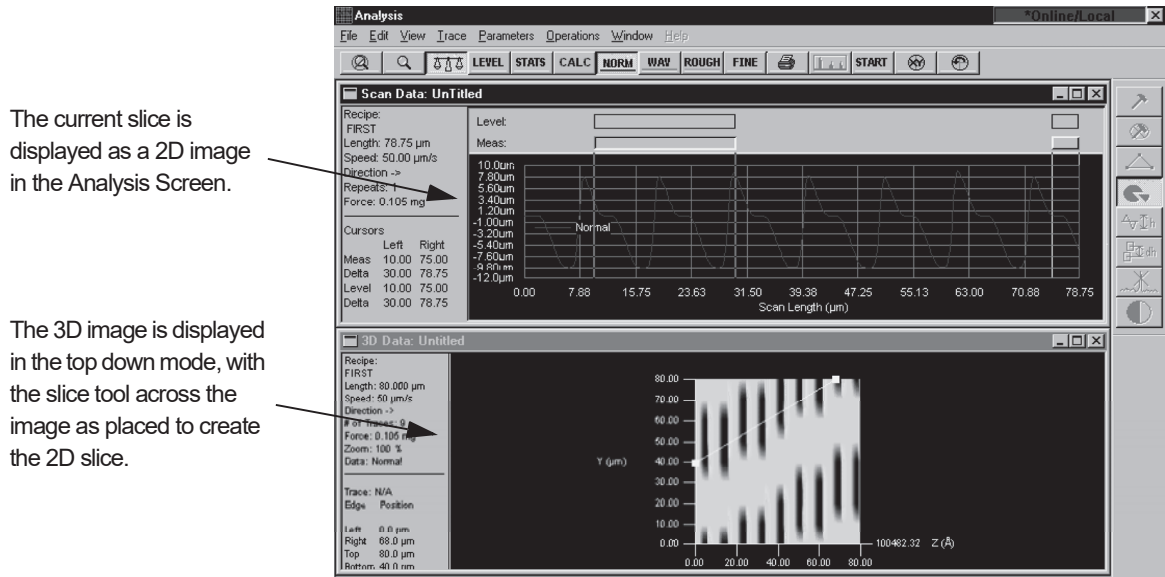 The current slice is
displayed as a 2D image
in the Analysis Screen.
The 3D image is displayed
in the top down mode, with
the slice tool across the
image as placed to create
the 2D slice.
Analysis
*Online/Local
File Edit View Trace Parameters Operations Window Help
LEVEL STATS CALC NORM WAV ROUGH FINE START XY
Scan Data: UnTitled
Recipe:
FIRST
Length: 78.75 µm
Speed: 50.00 µm/s
Direction ->
Repeats: 1
Force: 0.105 mg
Cursors
Left Right
Meas 10.00 75.00
Delta 30.00 78.75
Level 10.00 75.00
Delta 30.00 78.75
Level:
Meas:
10.0um
7.80um
5.60um
3.40um
1.20um
-1.00um
-3.20um
-5.40um
-7.60um
-9.80um
-12.0um
Normal
0.00 7.88 15.75 23.63 31.50 39.38 47.25 55.13 63.00 70.88 78.75
Scan Length (µm)
h
dh
3D Data: Untitled
Recipe:
FIRST
Length: 80.000 µm
Speed: 50 µm/s
Direction ->
# of Traces: 9
Force: 0.105 mg
Zoom: 100 %
Data: Normal
Trace: N/A
Edge Position
Left 0.0 µm
Right 68.0 µm
Top 80.0 µm
Bottom 40.0 µm
80.00
70.00
60.00
50.00
Y (µm) 40.00
30.00
20.00
10.00
0.00
100482.32 Z (Å)
0.00 20.00 40.00 60.00 80.00